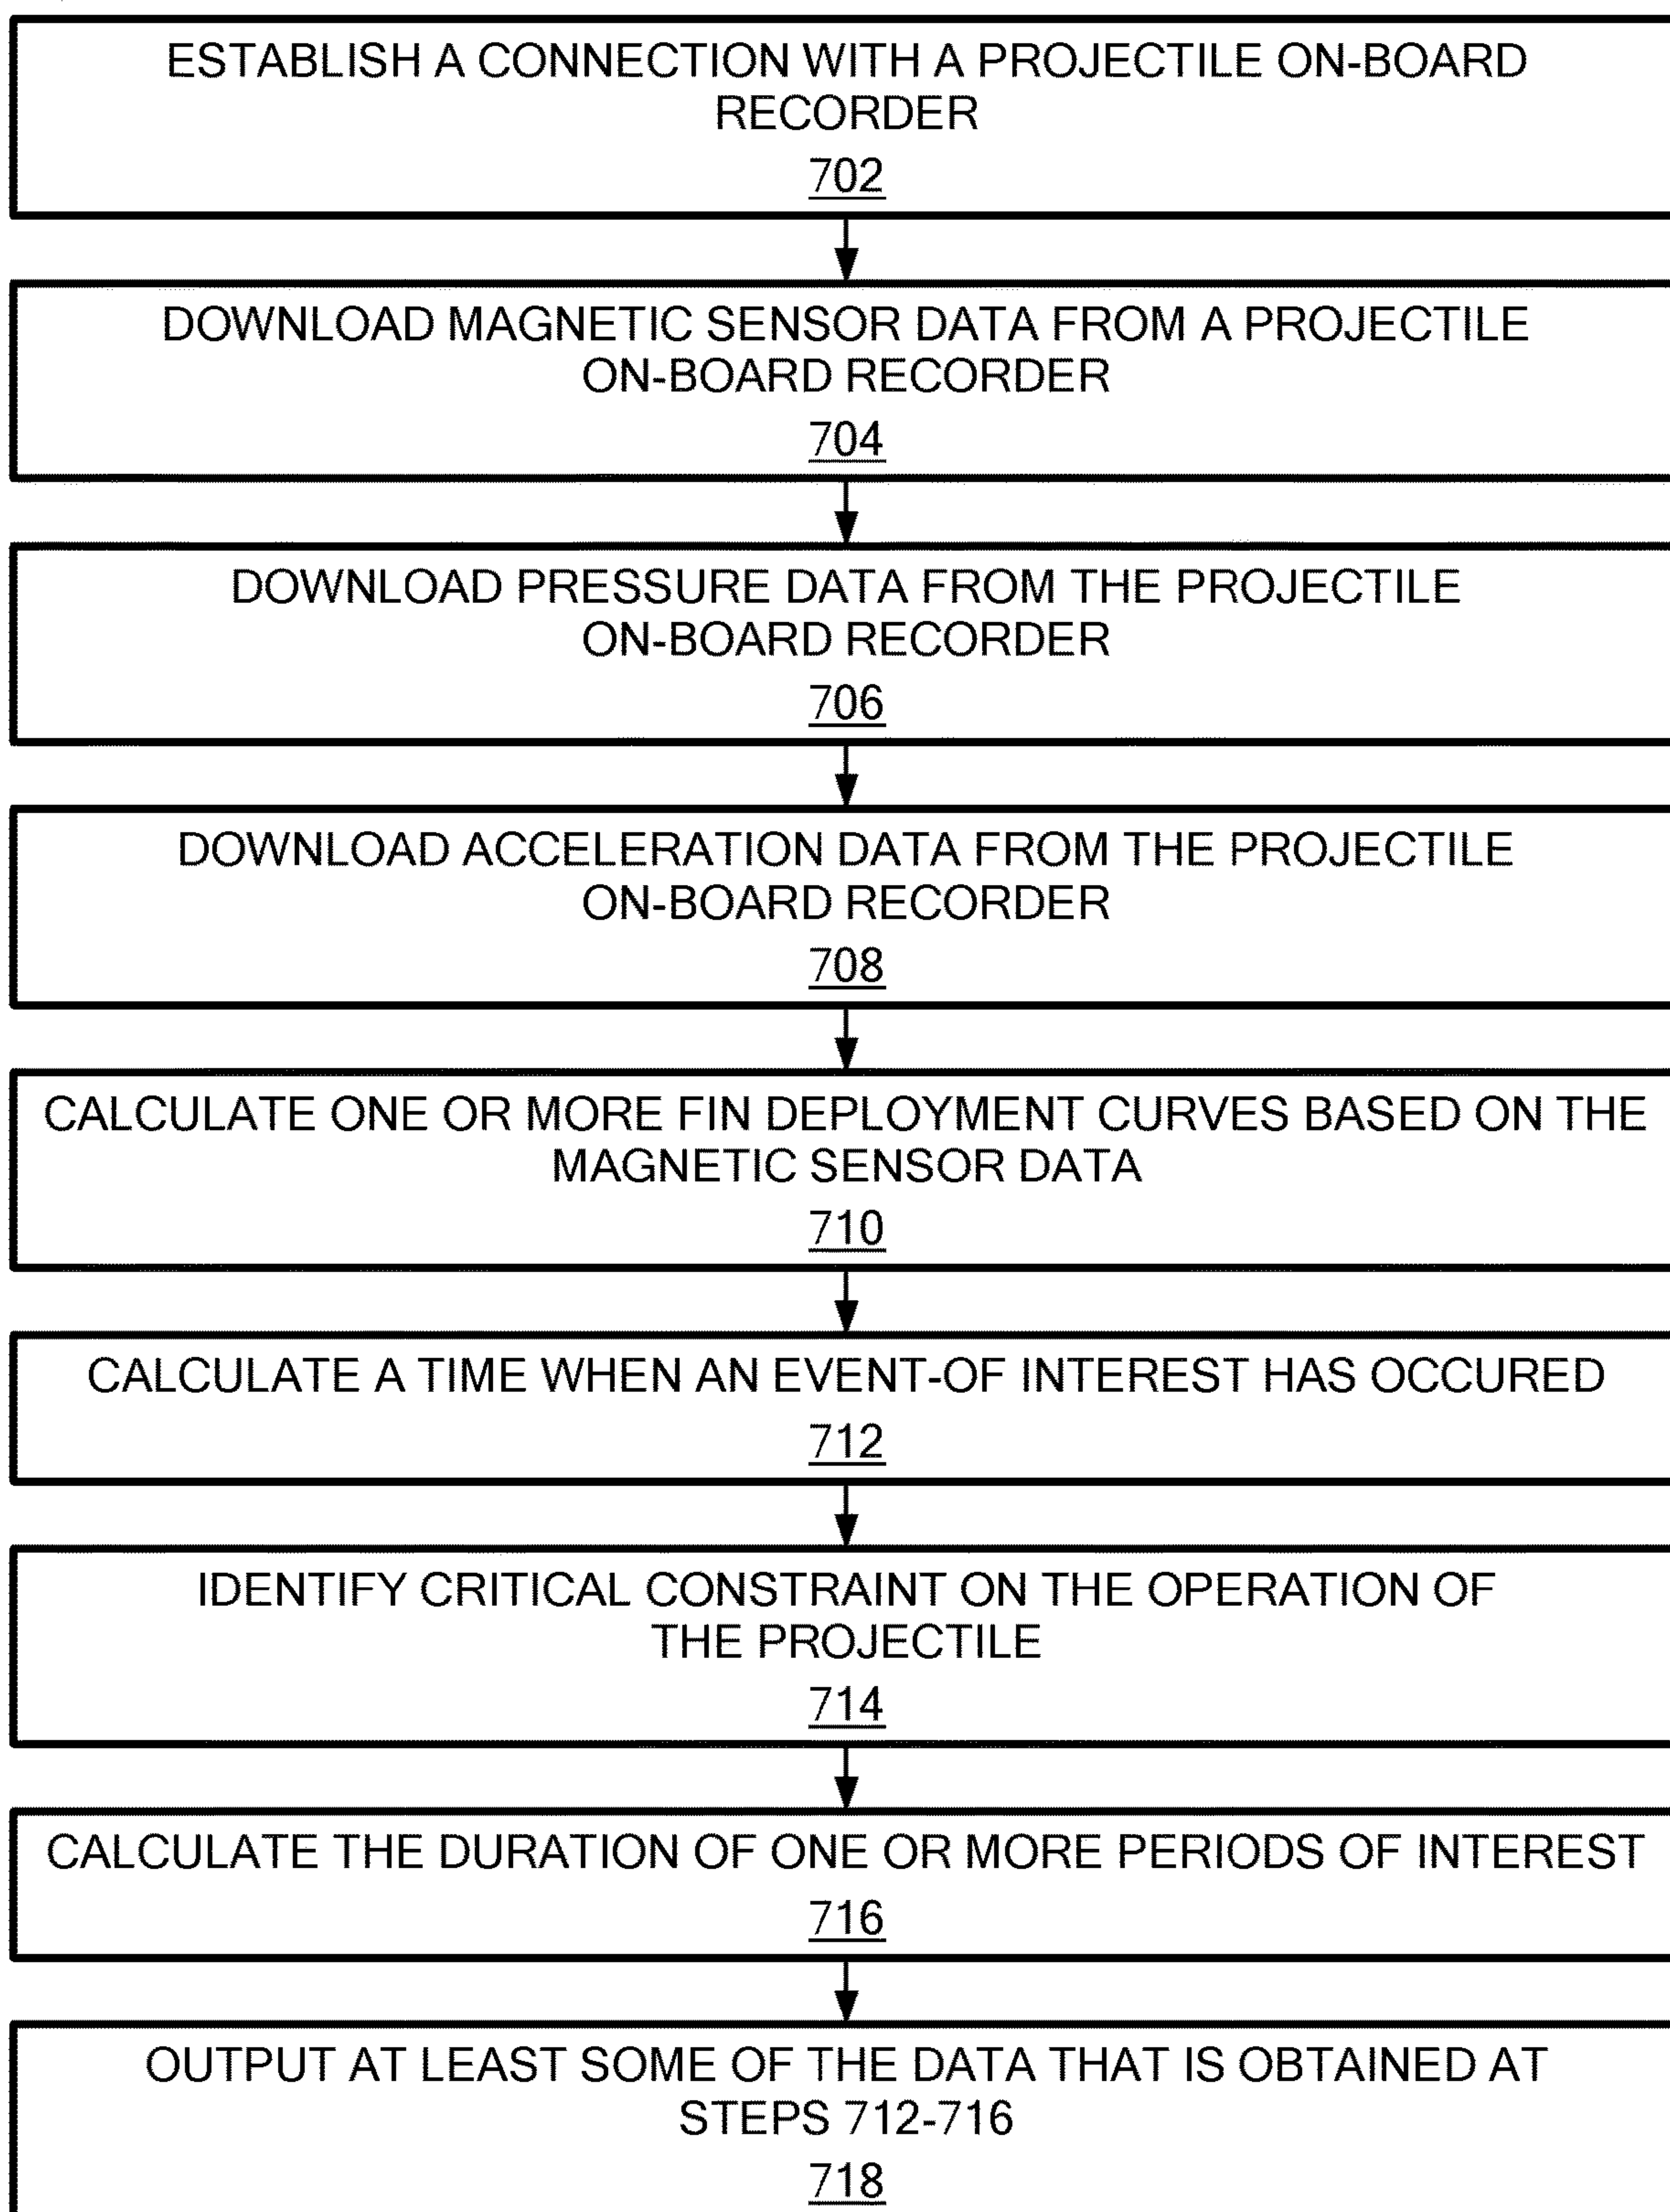 ESTABLISH A CONNECTION WITH A PROJECTILE ON-BOARD
RECORDER
702
DOWNLOAD MAGNETIC SENSOR DATA FROM A PROJECTILE
ON-BOARD RECORDER
704
DOWNLOAD PRESSURE DATA FROM THE PROJECTILE
ON-BOARD RECORDER
706
DOWNLOAD ACCELERATION DATA FROM THE PROJECTILE
ON-BOARD RECORDER
708
CALCULATE ONE OR MORE FIN DEPLOYMENT CURVES BASED ON THE
MAGNETIC SENSOR DATA
710
CALCULATE A TIME WHEN AN EVENT-OF INTEREST HAS OCCURED
712
IDENTIFY CRITICAL CONSTRAINT ON THE OPERATION OF
THE PROJECTILE
714
CALCULATE THE DURATION OF ONE OR MORE PERIODS OF INTEREST
716
OUTPUT AT LEAST SOME OF THE DATA THAT IS OBTAINED AT
STEPS 712-716
718